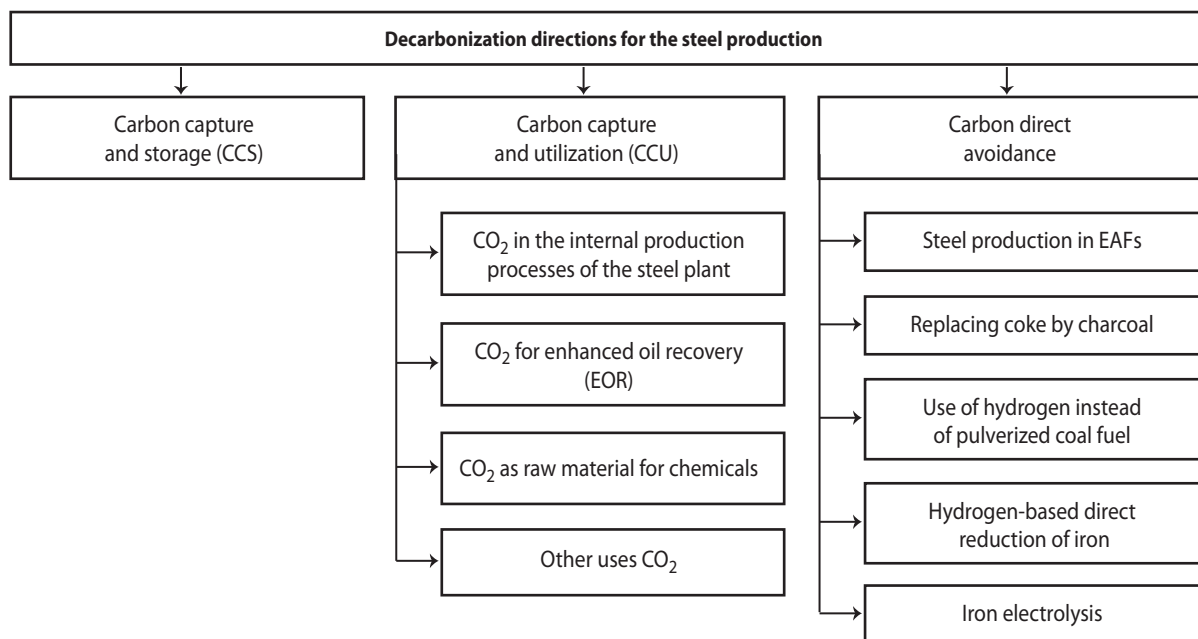 Decarbonization directions for the steel production
Carbon capture
and storage (CCS)
Carbon capture
and utilization (CCU)
CO₂ in the internal production
processes of the steel plant
CO₂ for enhanced oil recovery
(EOR)
CO₂ as raw material for chemicals
Other uses CO₂
Carbon direct
avoidance
Steel production in EAFs
Replacing coke by charcoal
Use of hydrogen instead
of pulverized coal fuel
Hydrogen-based direct
reduction of iron
Iron electrolysis